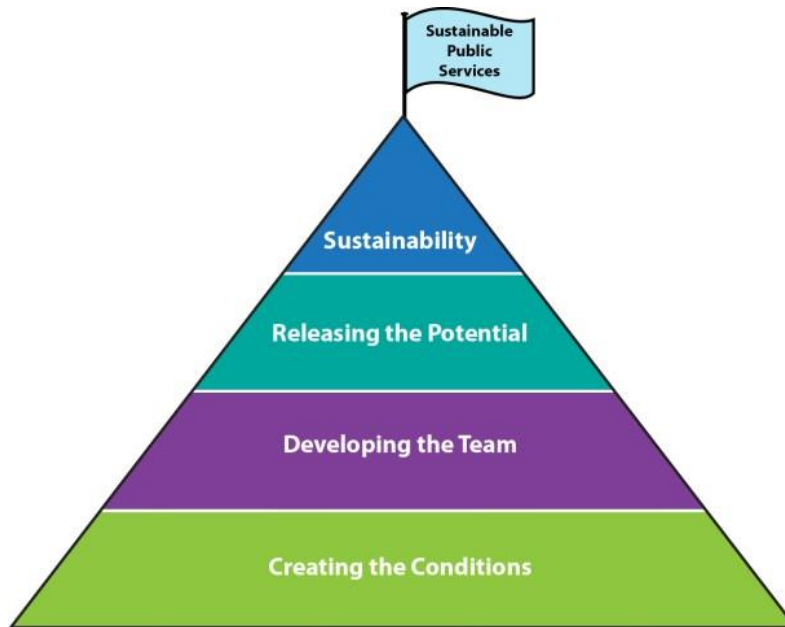 Sustainable
Public
Services
Sustainability
Releasing the Potential
Developing the Team
Creating the Conditions